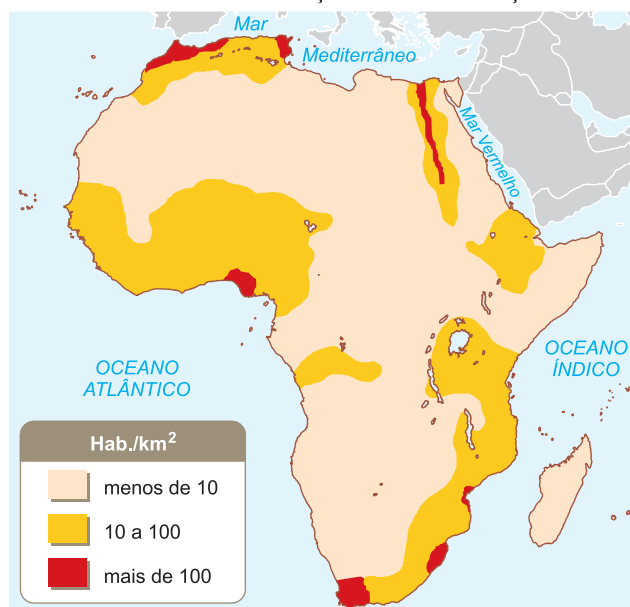 Mar
Mediterrâneo
Mar Vermelho
OCEANO
ATLÂNTICO
OCEANO
ÍNDICO
Hab./km²
menos de 10
10 a 100
mais de 100